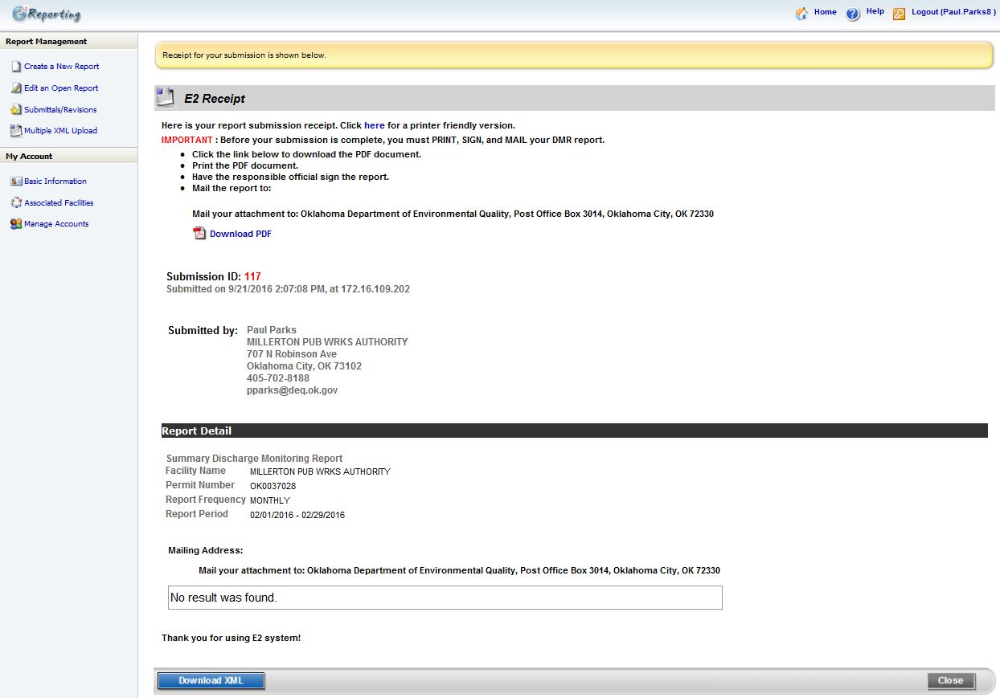 e2 Reporting
Home
Help
Logout (Paul.Parks8 )
Report Management
Create a New Report
Edit an Open Report
Submittals/Revisions
Multiple XML Upload
My Account
Basic Information
Associated Facilities
Manage Accounts
Receipt for your submission is shown below.
E2 Receipt
Here is your report submission receipt. Click here for a printer friendly version.
IMPORTANT : Before your submission is complete, you must PRINT, SIGN, and MAIL your DMR report.
• Click the link below to download the PDF document.
• Print the PDF document.
• Have the responsible official sign the report.
• Mail the report to:
Mail your attachment to: Oklahoma Department of Environmental Quality, Post Office Box 3014, Oklahoma City, OK 72330
Download PDF
Submission ID: 117
Submitted on 9/21/2016 2:07:08 PM, at 172.16.109.202
Submitted by: Paul Parks
MILLERTON PUB WRKS AUTHORITY
707 N Robinson Ave
Oklahoma City, OK 73102
405-702-8188
pparks@deq.ok.gov
Report Detail
Summary Discharge Monitoring Report
Facility Name MILLERTON PUB WRKS AUTHORITY
Permit Number OK0037028
Report Frequency MONTHLY
Report Period 02/01/2016 - 02/29/2016
Mailing Address:
Mail your attachment to: Oklahoma Department of Environmental Quality, Post Office Box 3014, Oklahoma City, OK 72330
No result was found.
Thank you for using E2 system!
Download XML
Close